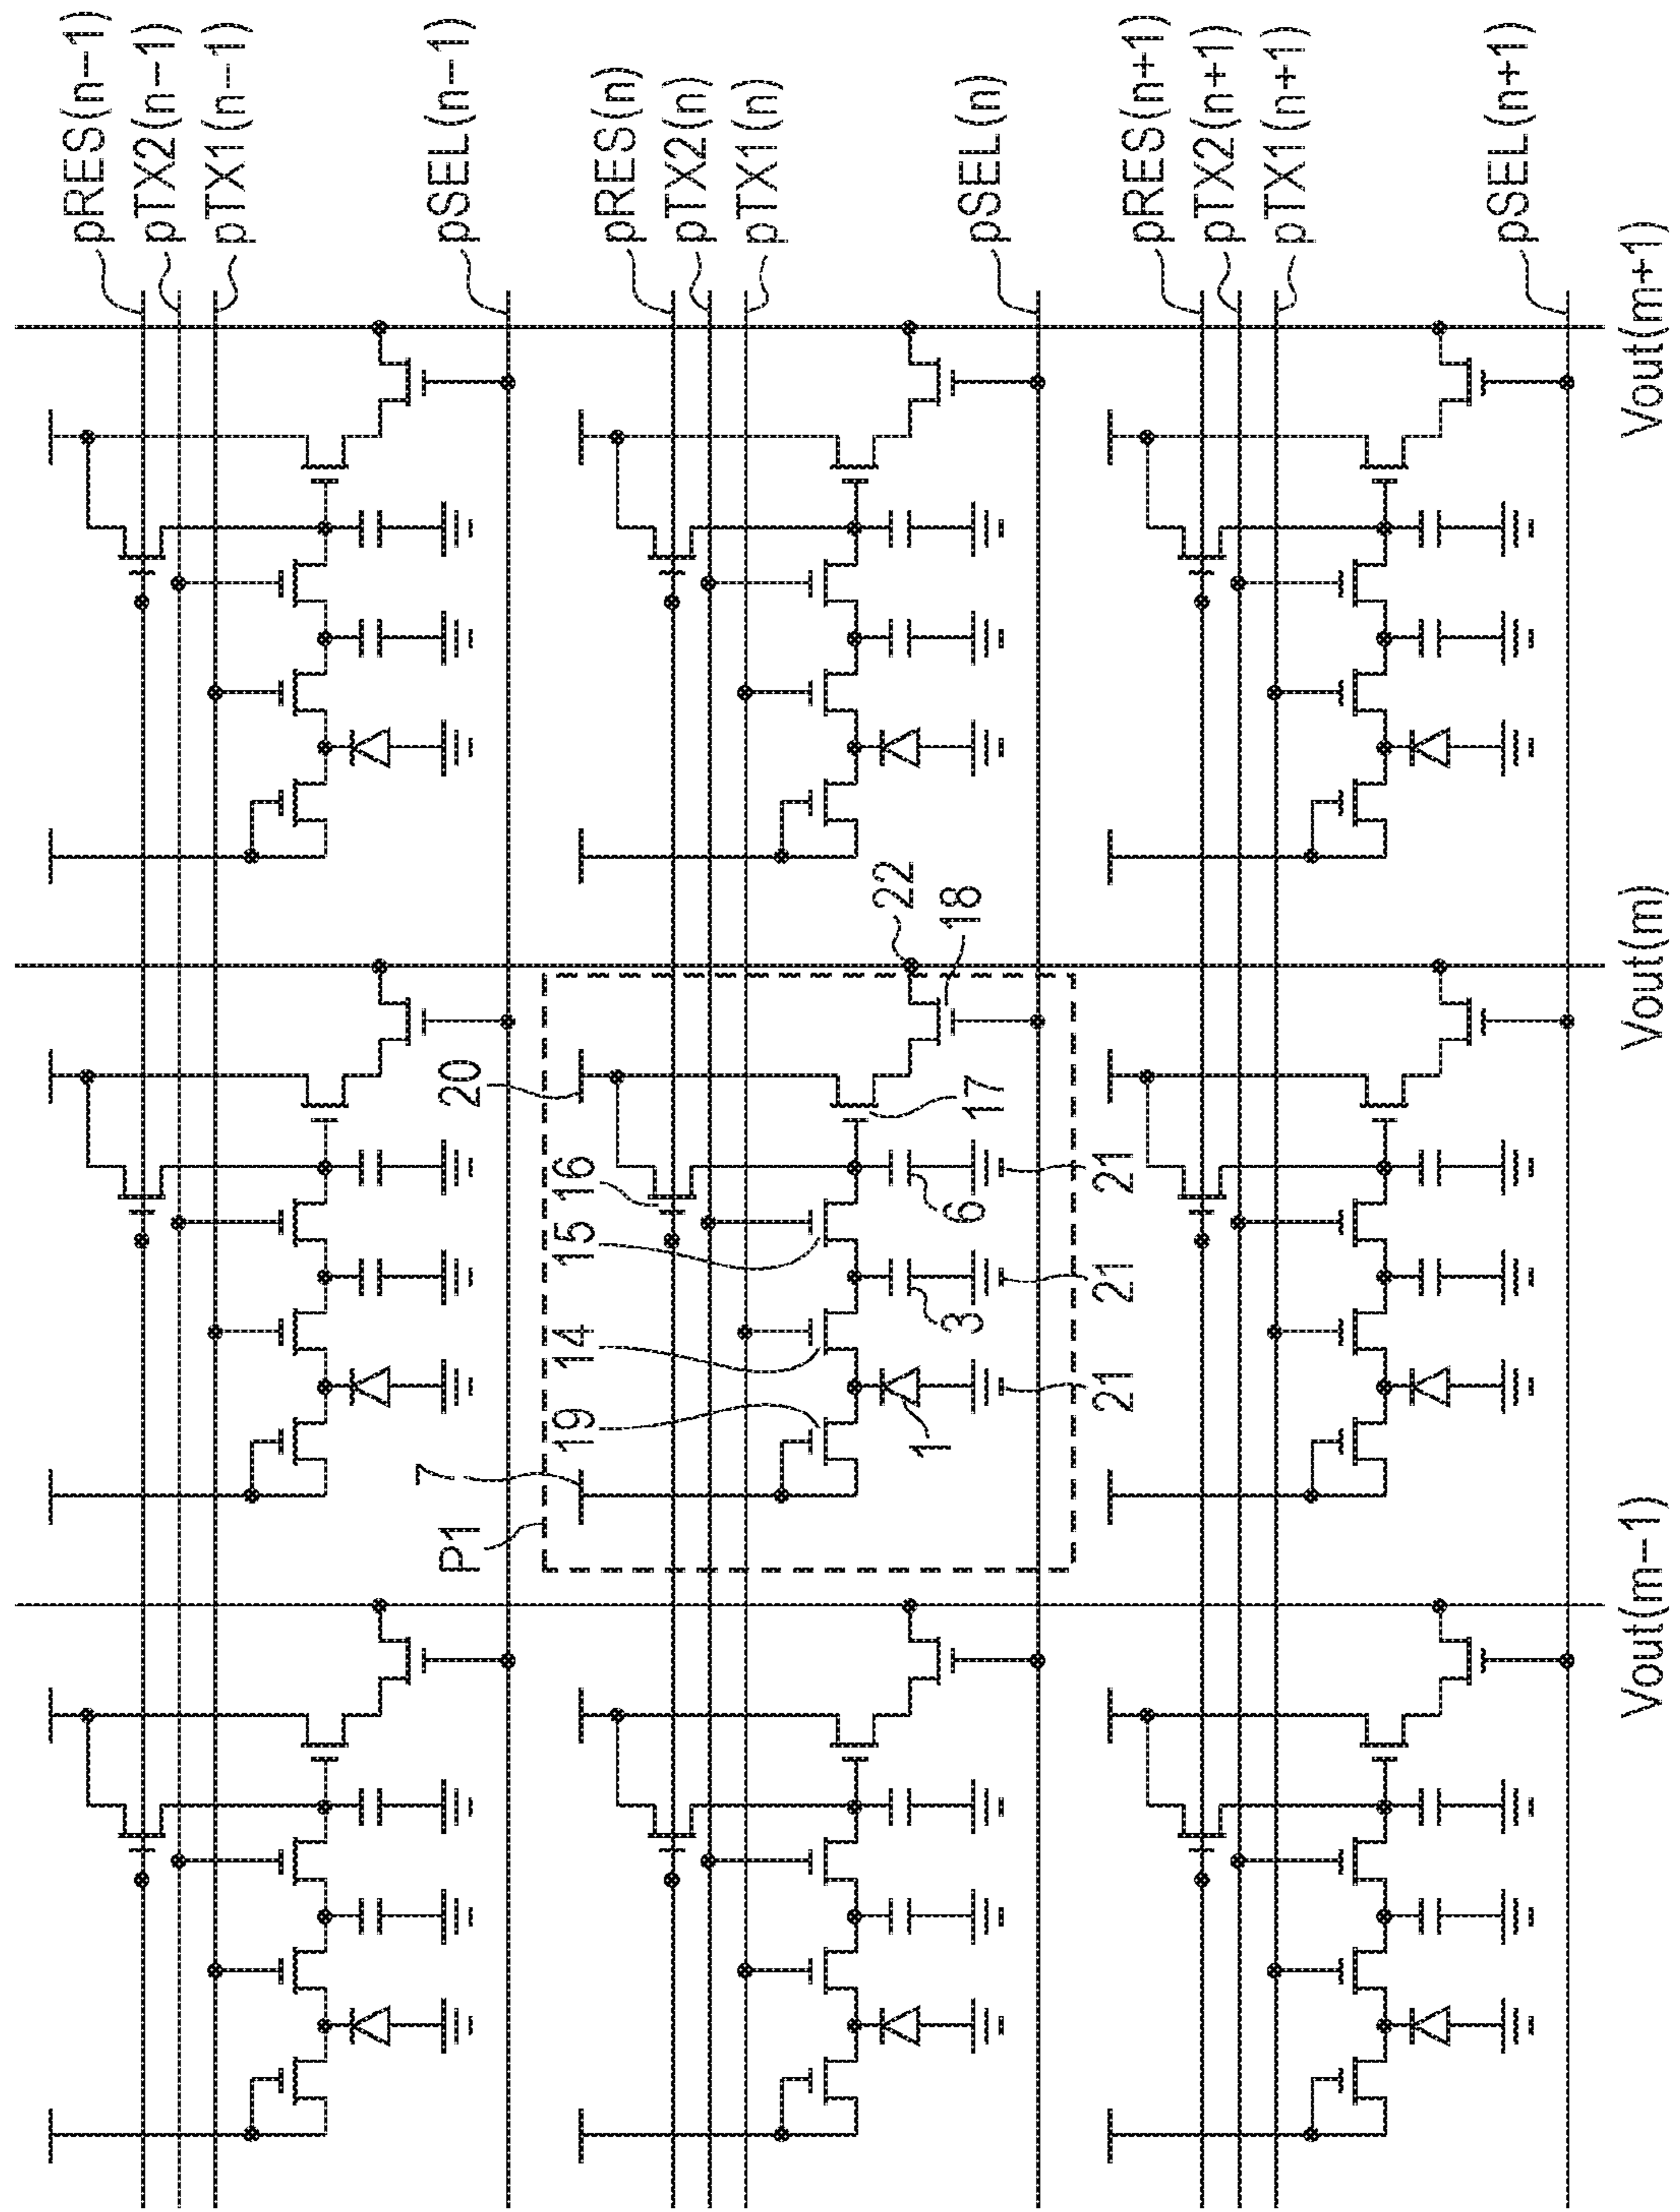 pRES(n-1)
pTX2(n-1)
pTX1(n-1)
pSEL(n-1)
pRES(n)
pTX2(n)
pTX1(n)
pSEL(n)
pRES(n+1)
pTX2(n+1)
pTX1(n+1)
pSEL(n+1)
P1
7
19
14
15
16
20
22
18
17
1
3
6
21
21
21
Vout(m-1)
Vout(m)
Vout(m+1)